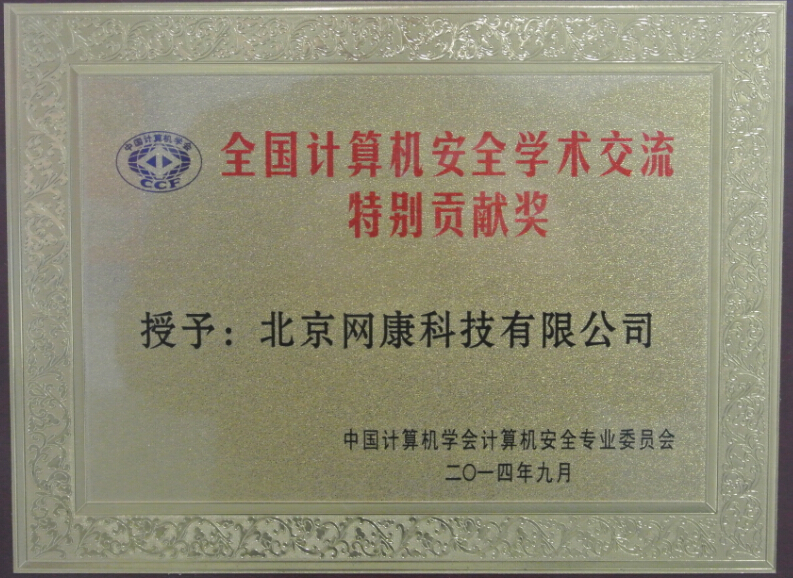 中国计算机学会
CCF
全国计算机安全学术交流
特别贡献奖
授予：北京网康科技有限公司
中国计算机学会计算机安全专业委员会
二〇一四年九月